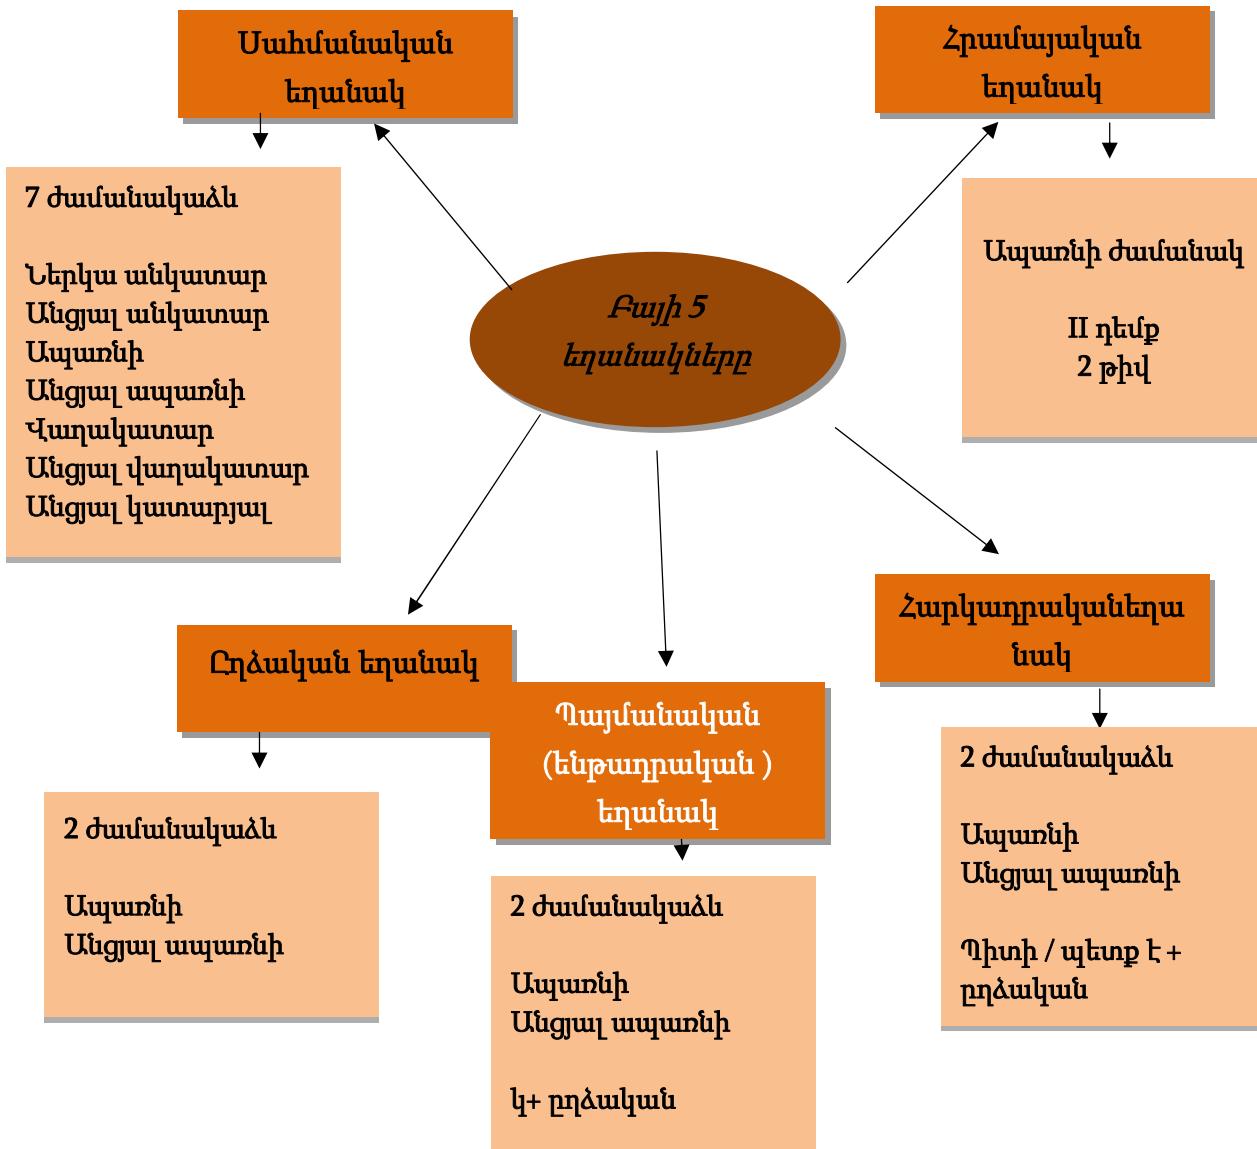 Սահմանական
եղանակ
Հրամայական
եղանակ
7 ժամանակաձև
Ներկա անկատար
Անցյալ անկատար
Ապառնի
Անցյալ ապառնի
Վաղակատար
Անցյալ վաղակատար
Անցյալ կատարյալ
Ապառնի ժամանակ
II դեմք
2 թիվ
Բայի 5
եղանակները
Ըղձական եղանակ
2 ժամանակաձև
Ապառնի
Անցյալ ապառնի
Պայմանական
(ենթադրական )
եղանակ
2 ժամանակաձև
Ապառնի
Անցյալ ապառնի
կ+ ըղձական
Հարկադրականեղա
նակ
2 ժամանակաձև
Ապառնի
Անցյալ ապառնի
Պիտի / պետք է +
ըղձական